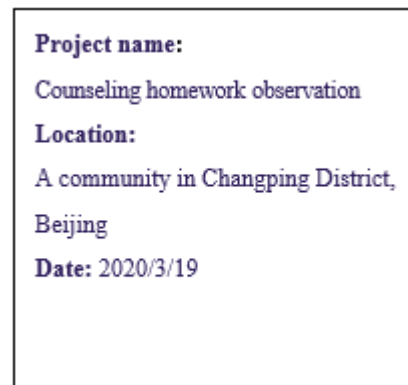 Project name:
Counseling homework observation
Location:
A community in Changping District,
Beijing
Date: 2020/3/19